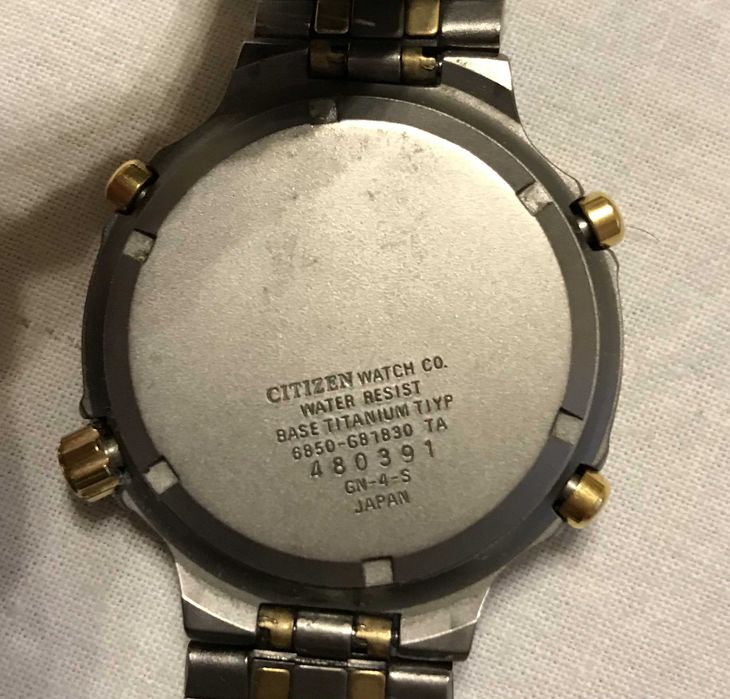 CITIZEN WATCH CO.
WATER RESIST
BASE TITANIUM TIYP
6850-G81830 TA
480391
GN-4-S
JAPAN